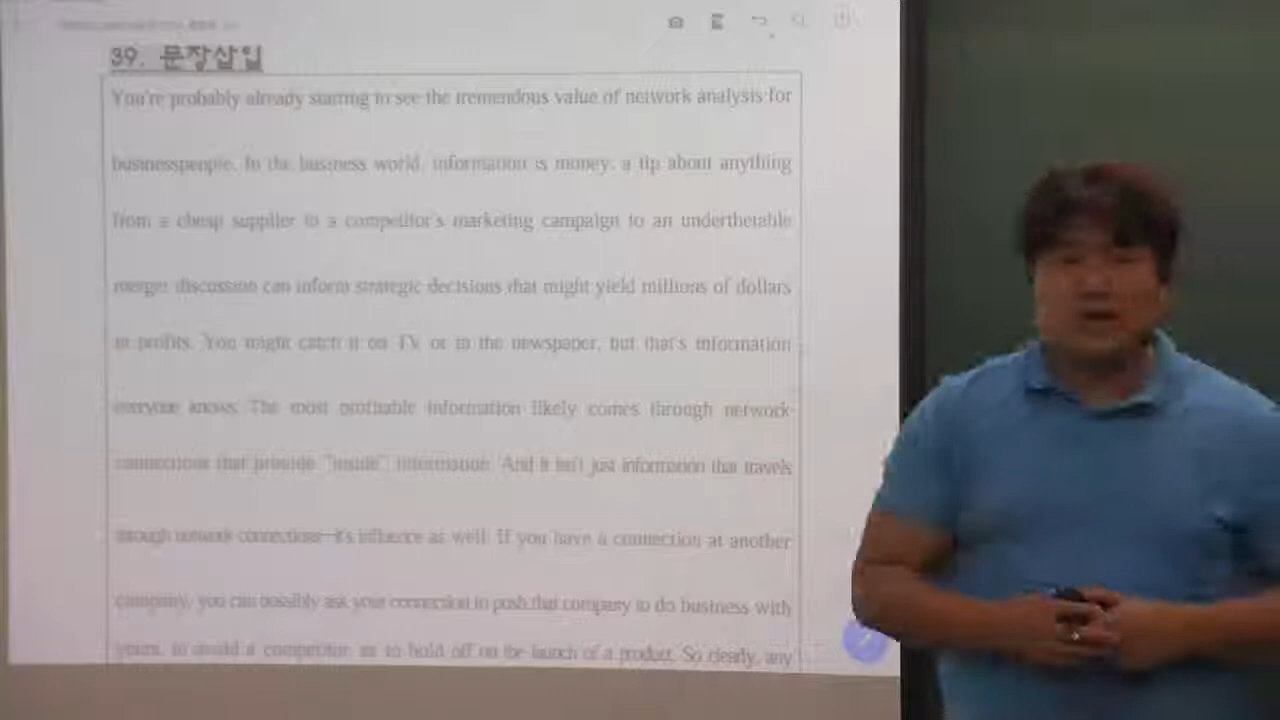 39. 문장삽입
You're probably already starting to see the tremendous value of network analysis for
businesspeople. In the business world, information is money: a tip about anything
from a cheap supplier to a competitor's marketing campaign to an underthetable
merger discussion can inform strategic decisions that might yield millions of dollars
in profits. You might catch it on TV or in the newspaper, but that's information
everyone knows. The most profitable information likely comes through network
connections that provide "inside" information. And it isn't just information that travels
through network connections—it's influence as well. If you have a connection at another
company, you can possibly ask your connection to push that company to do business with
yours, to avoid a competitor, or to hold off on the launch of a product. So clearly, any